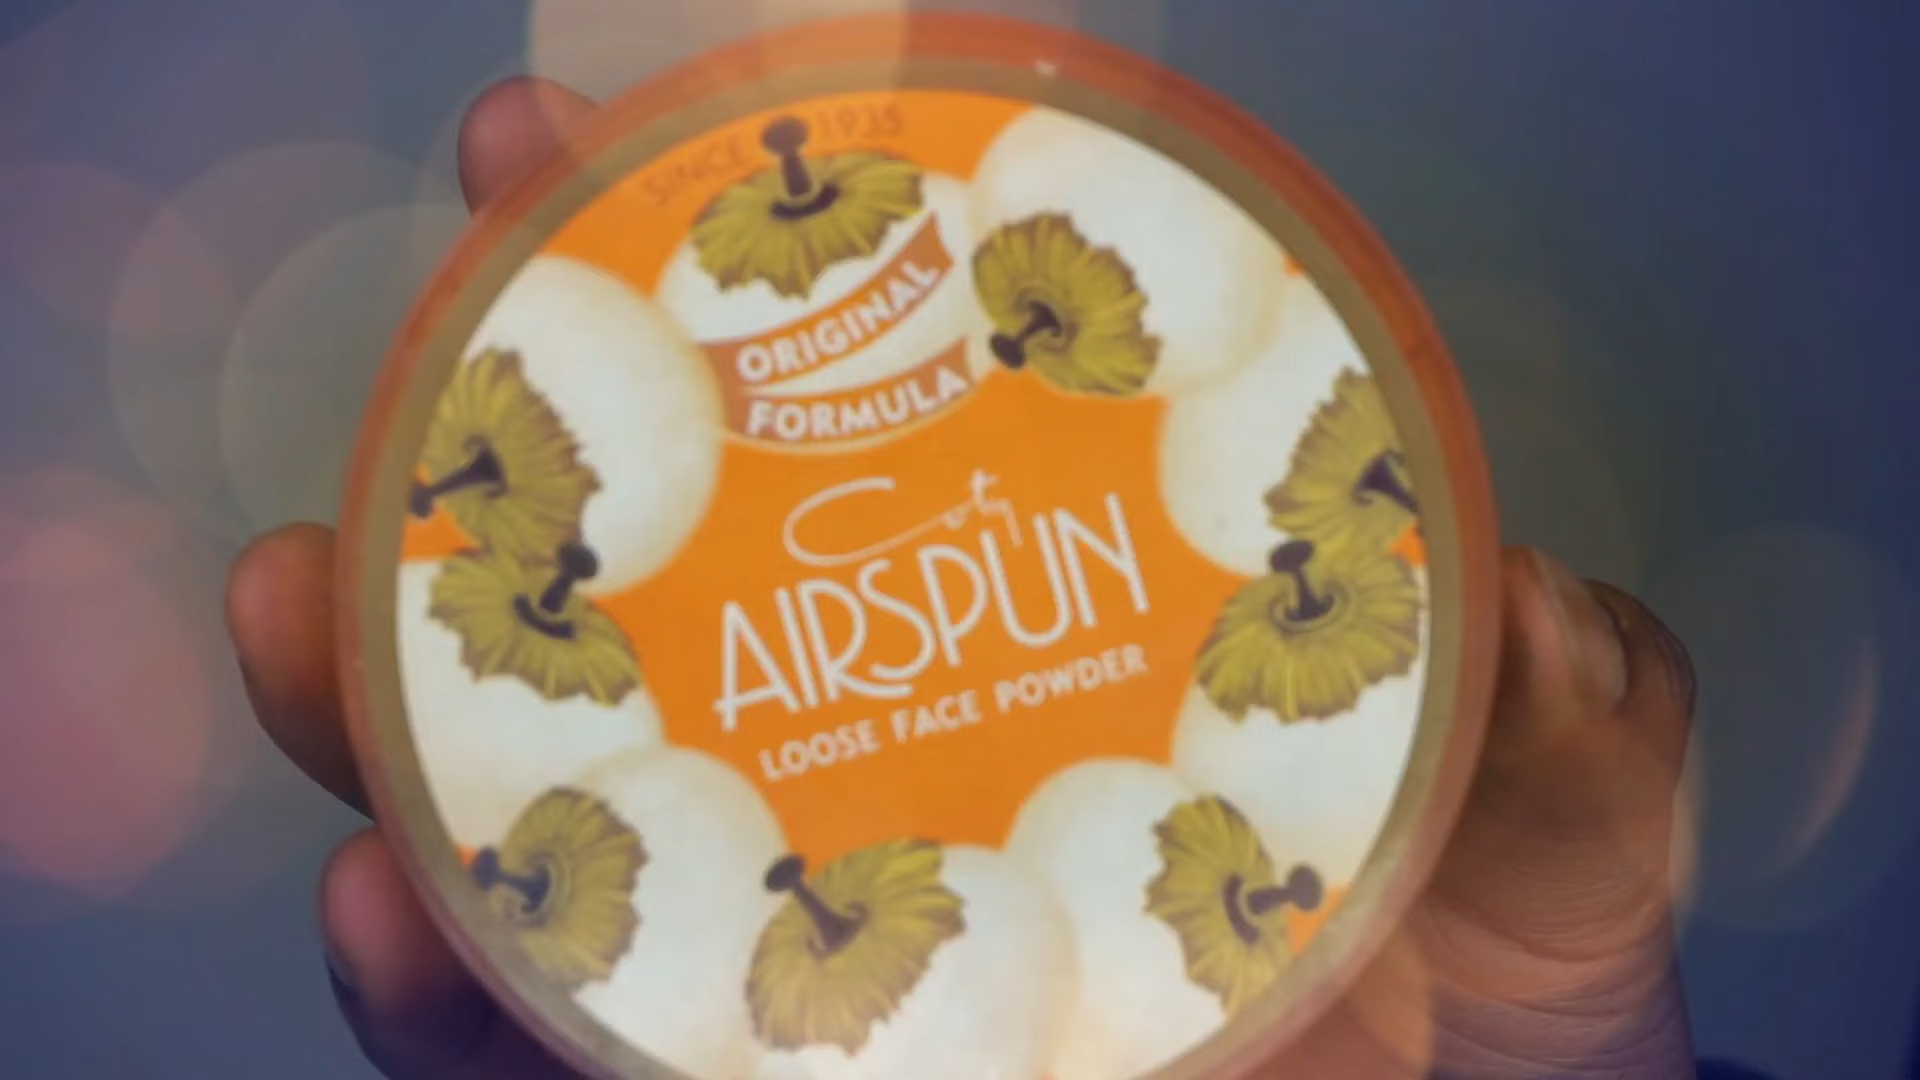 SINCE 1935
ORIGINAL
FORMULA
Coty
AIRSPUN
LOOSE FACE POWDER